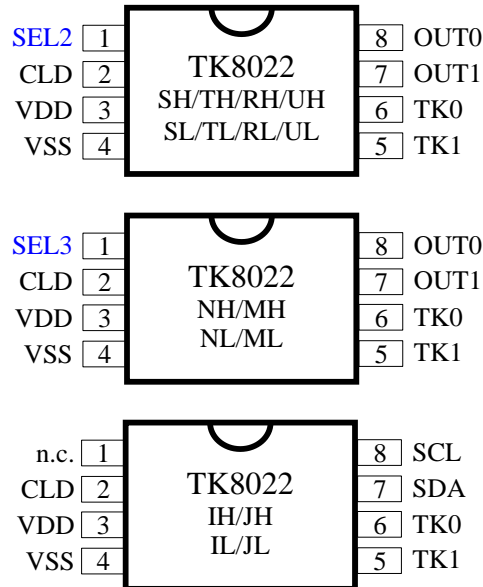 SEL2 1 8 OUT0
CLD 2 TK8022 7 OUT1
VDD 3 SH/TH/RH/UH 6 TK0
VSS 4 SL/TL/RL/UL 5 TK1
SEL3 1 8 OUT0
CLD 2 TK8022 7 OUT1
VDD 3 NH/MH 6 TK0
VSS 4 NL/ML 5 TK1
n.c. 1 8 SCL
CLD 2 TK8022 7 SDA
VDD 3 IH/JH 6 TK0
VSS 4 IL/JL 5 TK1